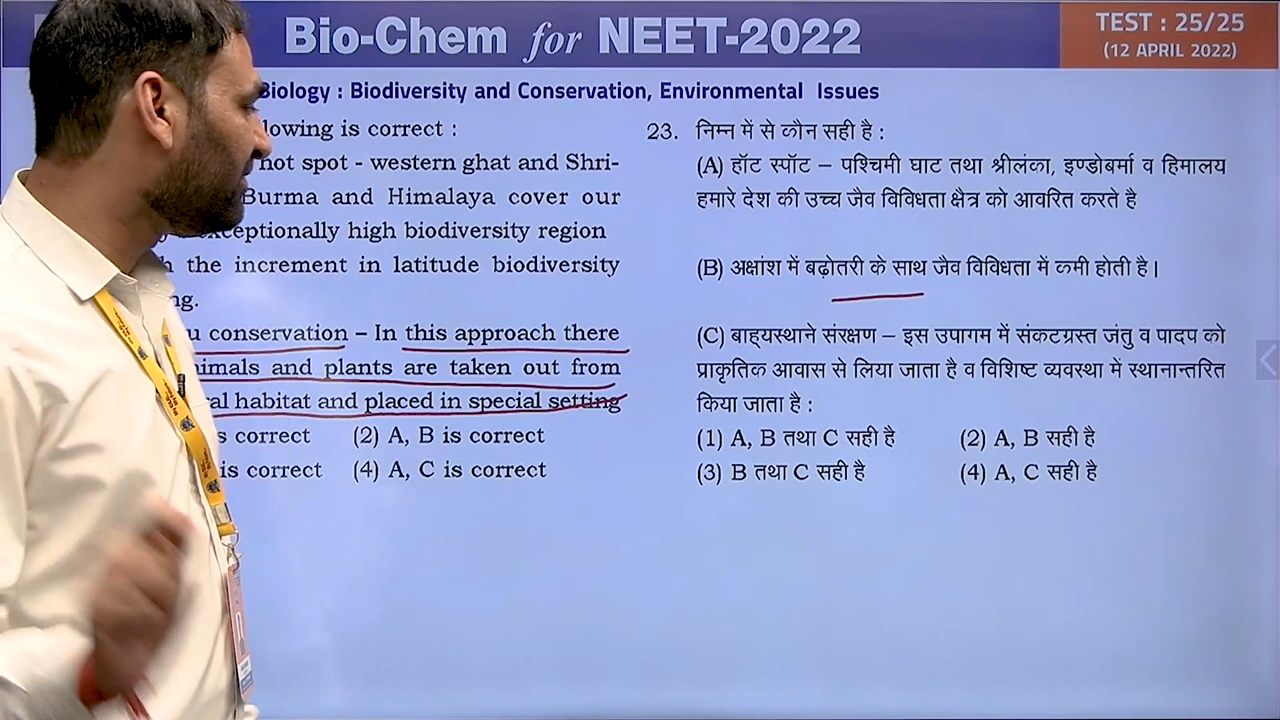 Bio-Chem for NEET-2022
TEST : 25/25
(12 APRIL 2022)
Biology : Biodiversity and Conservation, Environmental Issues
lowing is correct :
hot spot - western ghat and Shri-
Burma and Himalaya cover our
exceptionally high biodiversity region
the increment in latitude biodiversity
ng.
u conservation – In this approach there
nimals and plants are taken out from
al habitat and placed in special setting
s correct (2) A, B is correct
is correct (4) A, C is correct
23. निम्न में से कौन सही है :
(A) हॉट स्पॉट – पश्चिमी घाट तथा श्रीलंका, इण्डोबर्मा व हिमालय
हमारे देश की उच्च जैव विविधता क्षैत्र को आवरित करते है
(B) अक्षांश में बढ़ोतरी के साथ जैव विविधता में कमी होती है।
(C) बाह्यस्थाने संरक्षण – इस उपागम में संकटग्रस्त जंतु व पादप को
प्राकृतिक आवास से लिया जाता है व विशिष्ट व्यवस्था में स्थानान्तरित
किया जाता है :
(1) A, B तथा C सही है (2) A, B सही है
(3) B तथा C सही है (4) A, C सही है